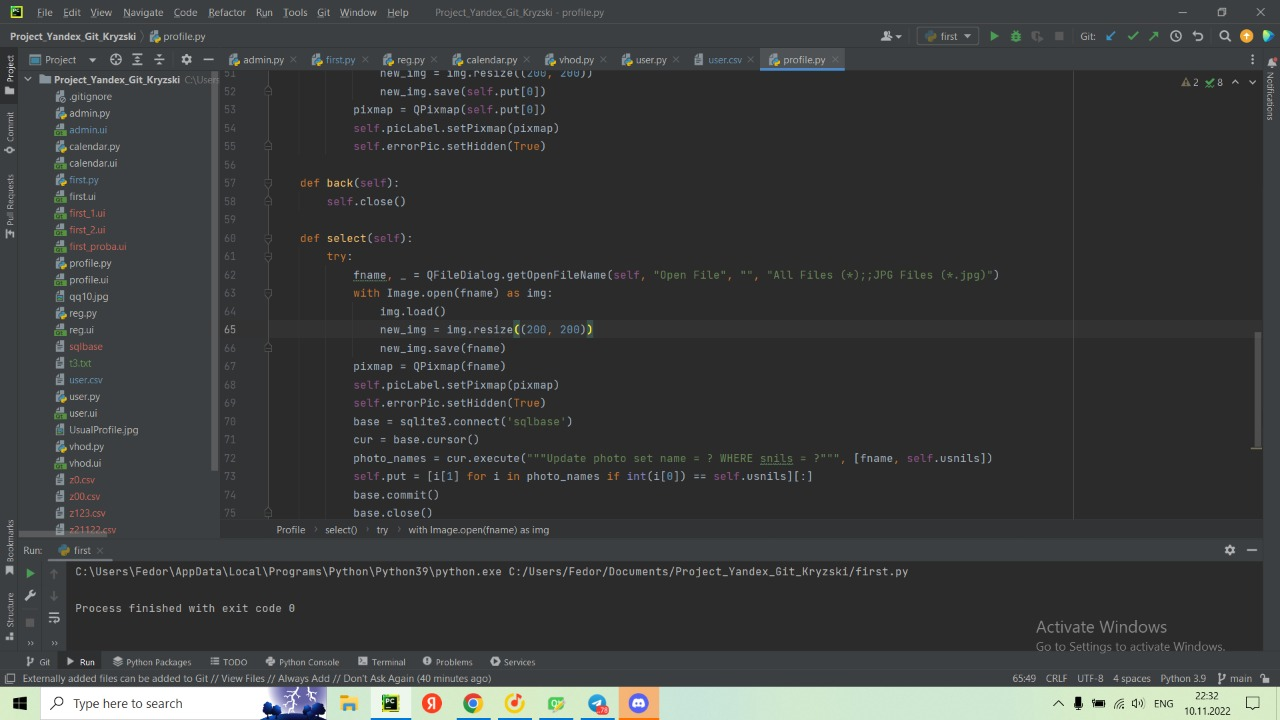 File Edit View Navigate Code Refactor Run Tools Git Window Help Project_Yandex_Git_Kryzski - profile.py
Project_Yandex_Git_Kryzski profile.py first Git:
Project admin.py first.py reg.py calendar.py vhod.py user.py user.csv profile.py
Project
Commit
Pull Requests
Bookmarks
Structure
Notifications
Project_Yandex_Git_Kryzski C:\Users
.gitignore
admin.py
admin.ui
calendar.py
calendar.ui
first.py
first.ui
first_1.ui
first_2.ui
first_proba.ui
profile.py
profile.ui
qq10.jpg
reg.py
reg.ui
sqlbase
t3.txt
user.csv
user.py
user.ui
UsualProfile.jpg
vhod.py
vhod.ui
z0.csv
z00.csv
z123.csv
z21122.csv
2 8
51 new_img = img.resize((200, 200))
52 new_img.save(self.put[0])
53 pixmap = QPixmap(self.put[0])
54 self.picLabel.setPixmap(pixmap)
55 self.errorPic.setHidden(True)
56
57 def back(self):
58 self.close()
59
60 def select(self):
61 try:
62 fname, _ = QFileDialog.getOpenFileName(self, "Open File", "", "All Files (*);;JPG Files (*.jpg)")
63 with Image.open(fname) as img:
64 img.load()
65 new_img = img.resize((200, 200))
66 new_img.save(fname)
67 pixmap = QPixmap(fname)
68 self.picLabel.setPixmap(pixmap)
69 self.errorPic.setHidden(True)
70 base = sqlite3.connect('sqlbase')
71 cur = base.cursor()
72 photo_names = cur.execute("""Update photo set name = ? WHERE snils = ?""", [fname, self.usnils])
73 self.put = [i[1] for i in photo_names if int(i[0]) == self.usnils][:]
74 base.commit()
75 base.close()
Profile select() try with Image.open(fname) as img
Run: first
C:\Users\Fedor\AppData\Local\Programs\Python\Python39\python.exe C:/Users/Fedor/Documents/Project_Yandex_Git_Kryzski/first.py
Process finished with exit code 0
Activate Windows
Go to Settings to activate Windows.
Git Run Python Packages TODO Python Console Terminal Problems Services
Externally added files can be added to Git // View Files // Always Add // Don't Ask Again (40 minutes ago) 65:49 CRLF UTF-8 4 spaces Python 3.9 main
Type here to search
ENG
22:32
10.11.2022